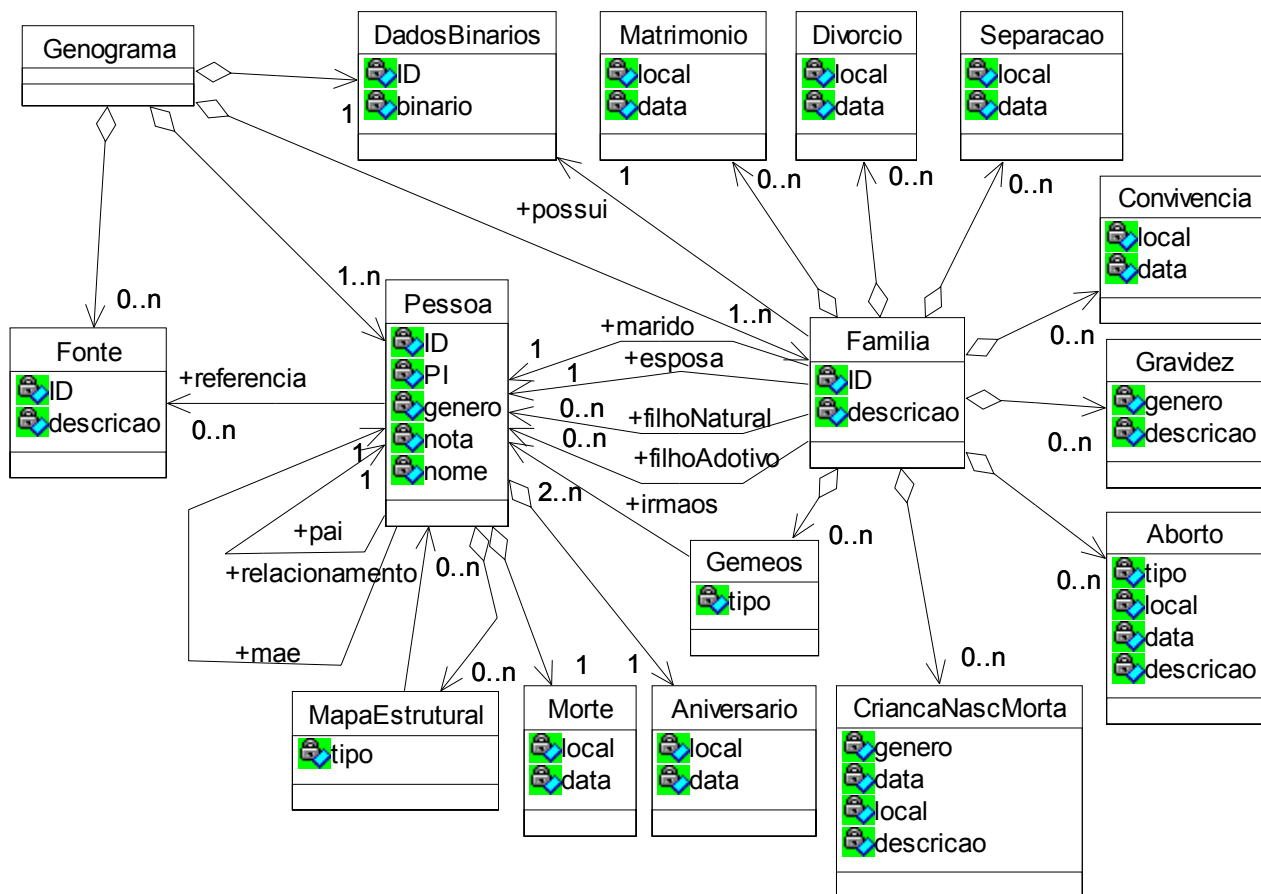 Genograma
DadosBinarios
ID
binario
Matrimonio
local
data
Divorcio
local
data
Separacao
local
data
1
1
0..n
0..n
0..n
Convivencia
local
data
+possui
0..n
1..n
1..n
0..n
Fonte
ID
descricao
+referencia
0..n
Pessoa
ID
PI
genero
nota
nome
+marido
1
+esposa
1
+filhoNatural
0..n
+filhoAdotivo
0..n
Familia
ID
descricao
Gravidez
genero
descricao
0..n
1
1
2..n
+irmaos
0..n
Gemeos
tipo
Aborto
tipo
local
data
descricao
0..n
+pai
+relacionamento
0..n
+mae
0..n
1
1
0..n
MapaEstrutural
tipo
Morte
local
data
Aniversario
local
data
CriancaNascMorta
genero
data
local
descricao